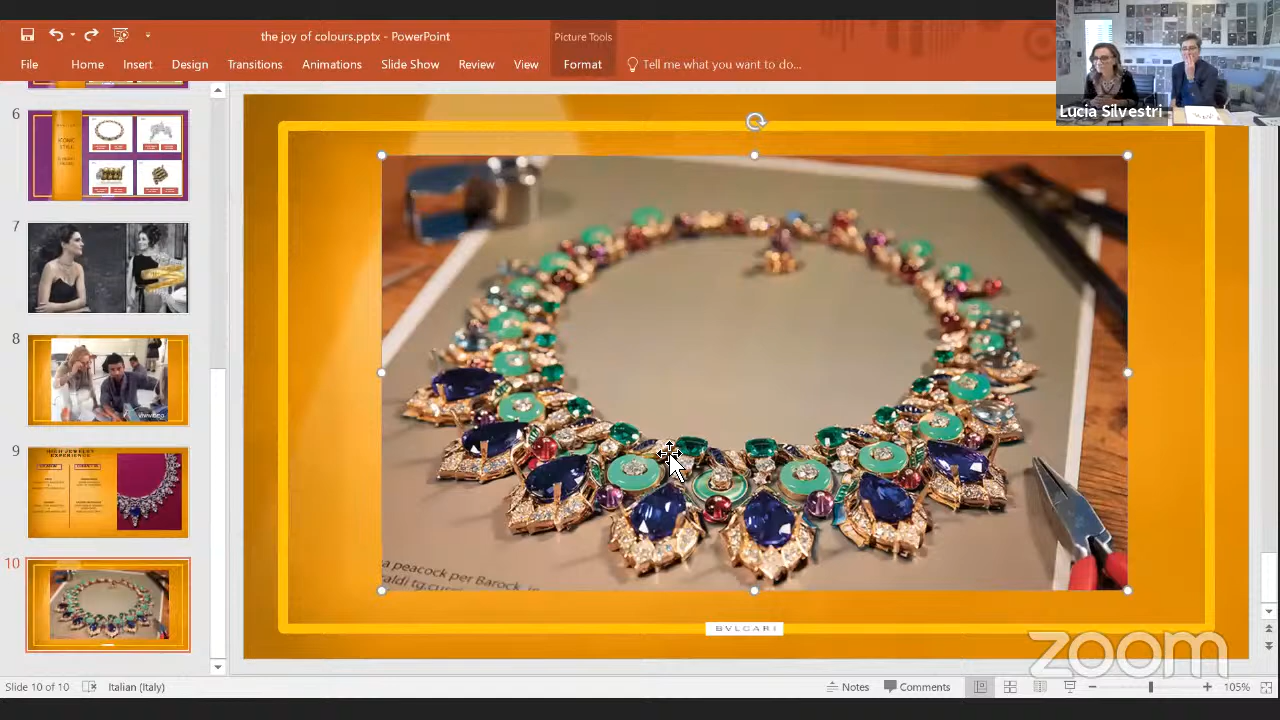 the joy of colours.pptx - PowerPoint
Picture Tools
File
Home
Insert
Design
Transitions
Animations
Slide Show
Review
View
Format
Tell me what you want to do...
Lucia Silvestri
6
7
8
9
HIGH JEWELRY
EXPERIENCE
10
a peacock per Barock, in
BVLGARI
zoom
Slide 10 of 10
Italian (Italy)
Notes
Comments
105%